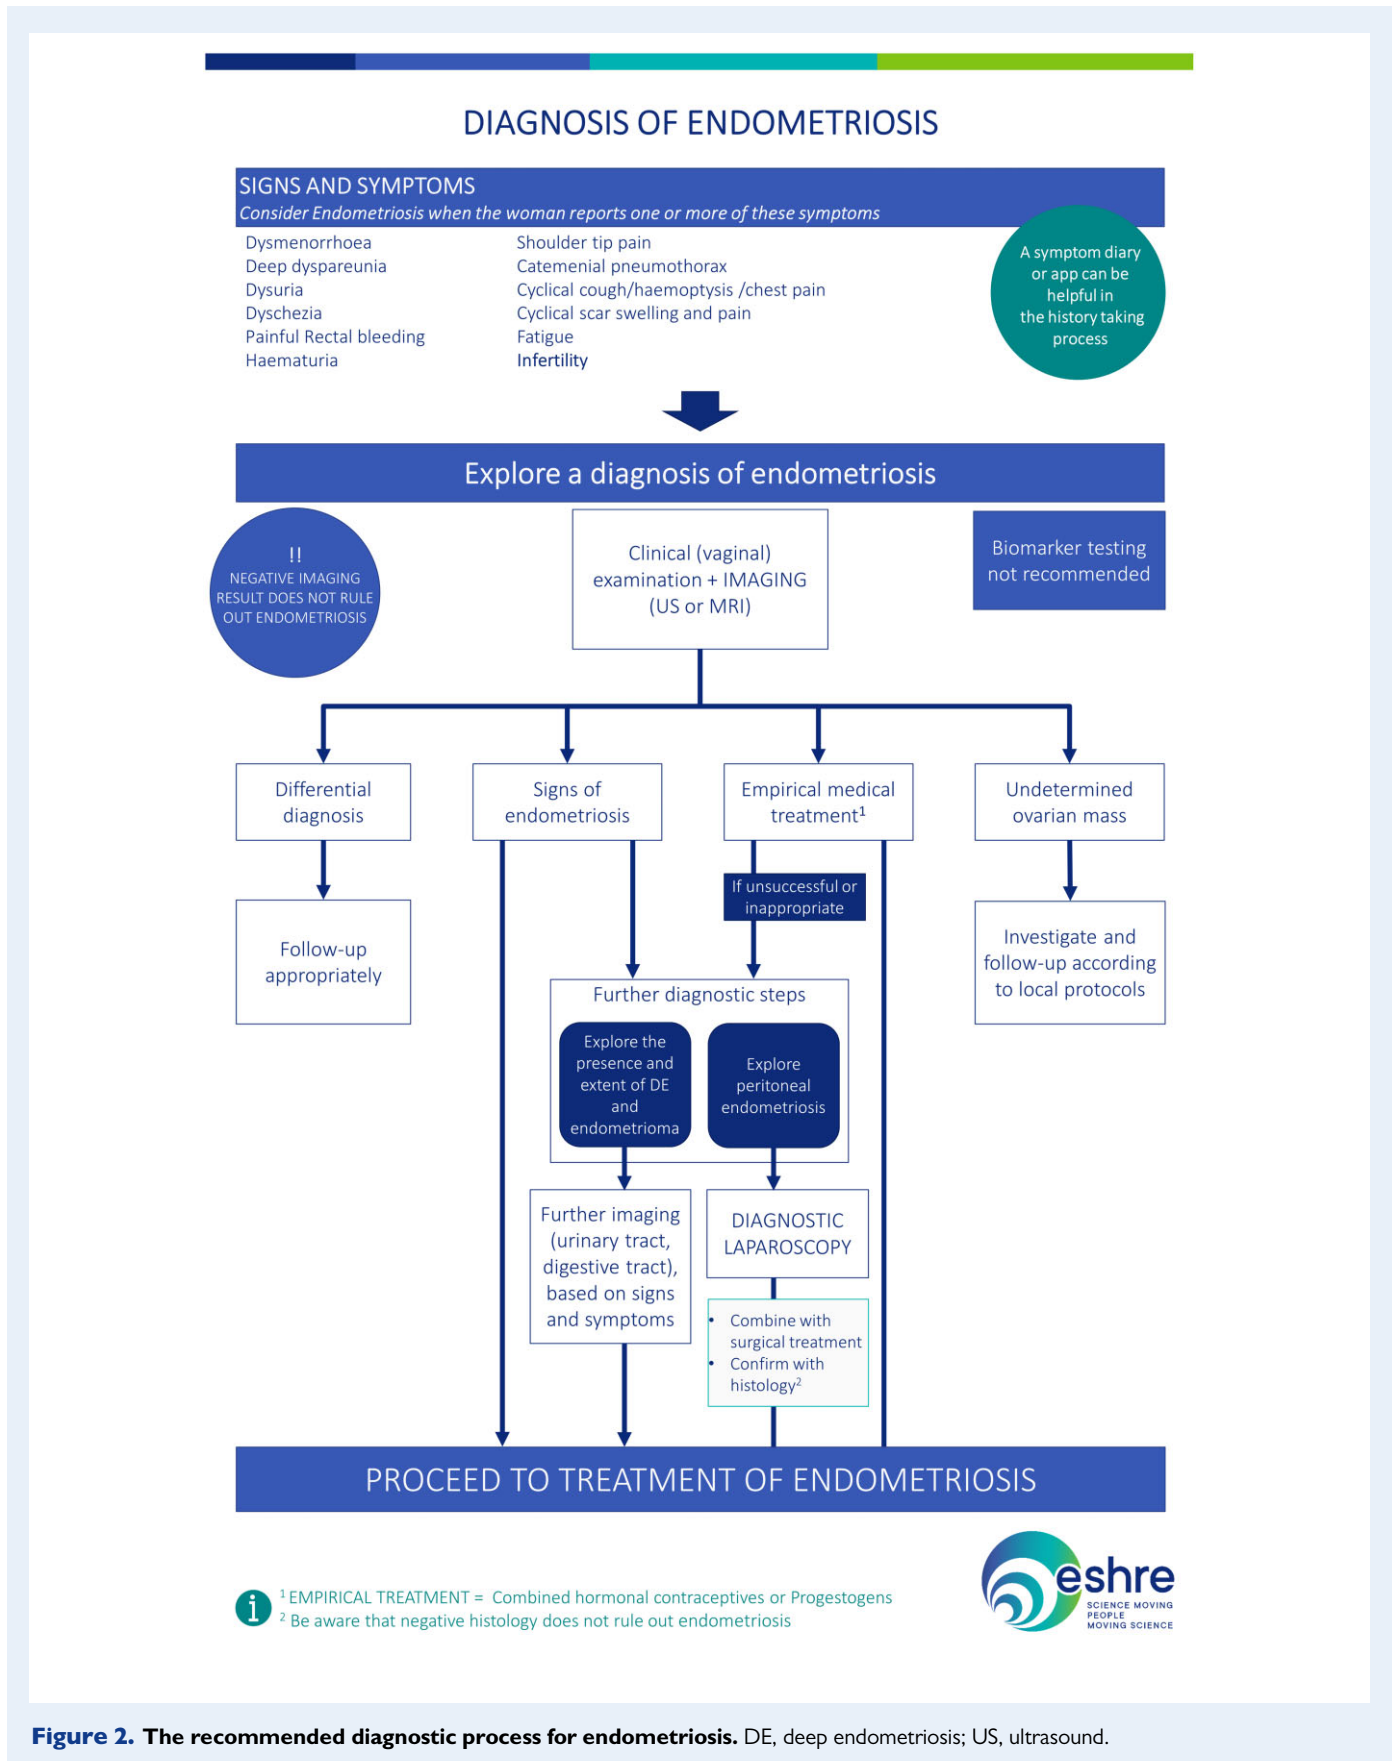 DIAGNOSIS OF ENDOMETRIOSIS
SIGNS AND SYMPTOMS
Consider Endometriosis when the woman reports one or more of these symptoms
Dysmenorrhoea
Deep dyspareunia
Dysuria
Dyschezia
Painful Rectal bleeding
Haematuria
Shoulder tip pain
Catemenial pneumothorax
Cyclical cough/haemoptysis /chest pain
Cyclical scar swelling and pain
Fatigue
Infertility
A symptom diary
or app can be
helpful in
the history taking
process
Explore a diagnosis of endometriosis
!!
NEGATIVE IMAGING
RESULT DOES NOT RULE
OUT ENDOMETRIOSIS
Clinical (vaginal)
examination + IMAGING
(US or MRI)
Biomarker testing
not recommended
Differential
diagnosis
Signs of
endometriosis
Empirical medical
treatment¹
Undetermined
ovarian mass
If unsuccessful or
inappropriate
Follow-up
appropriately
Investigate and
follow-up according
to local protocols
Further diagnostic steps
Explore the
presence and
extent of DE
and
endometrioma
Explore
peritoneal
endometriosis
Further imaging
(urinary tract,
digestive tract),
based on signs
and symptoms
DIAGNOSTIC
LAPAROSCOPY
• Combine with
surgical treatment
• Confirm with
histology²
PROCEED TO TREATMENT OF ENDOMETRIOSIS
i
¹ EMPIRICAL TREATMENT = Combined hormonal contraceptives or Progestogens
² Be aware that negative histology does not rule out endometriosis
eshre
SCIENCE MOVING
PEOPLE
MOVING SCIENCE
Figure 2. The recommended diagnostic process for endometriosis. DE, deep endometriosis; US, ultrasound.